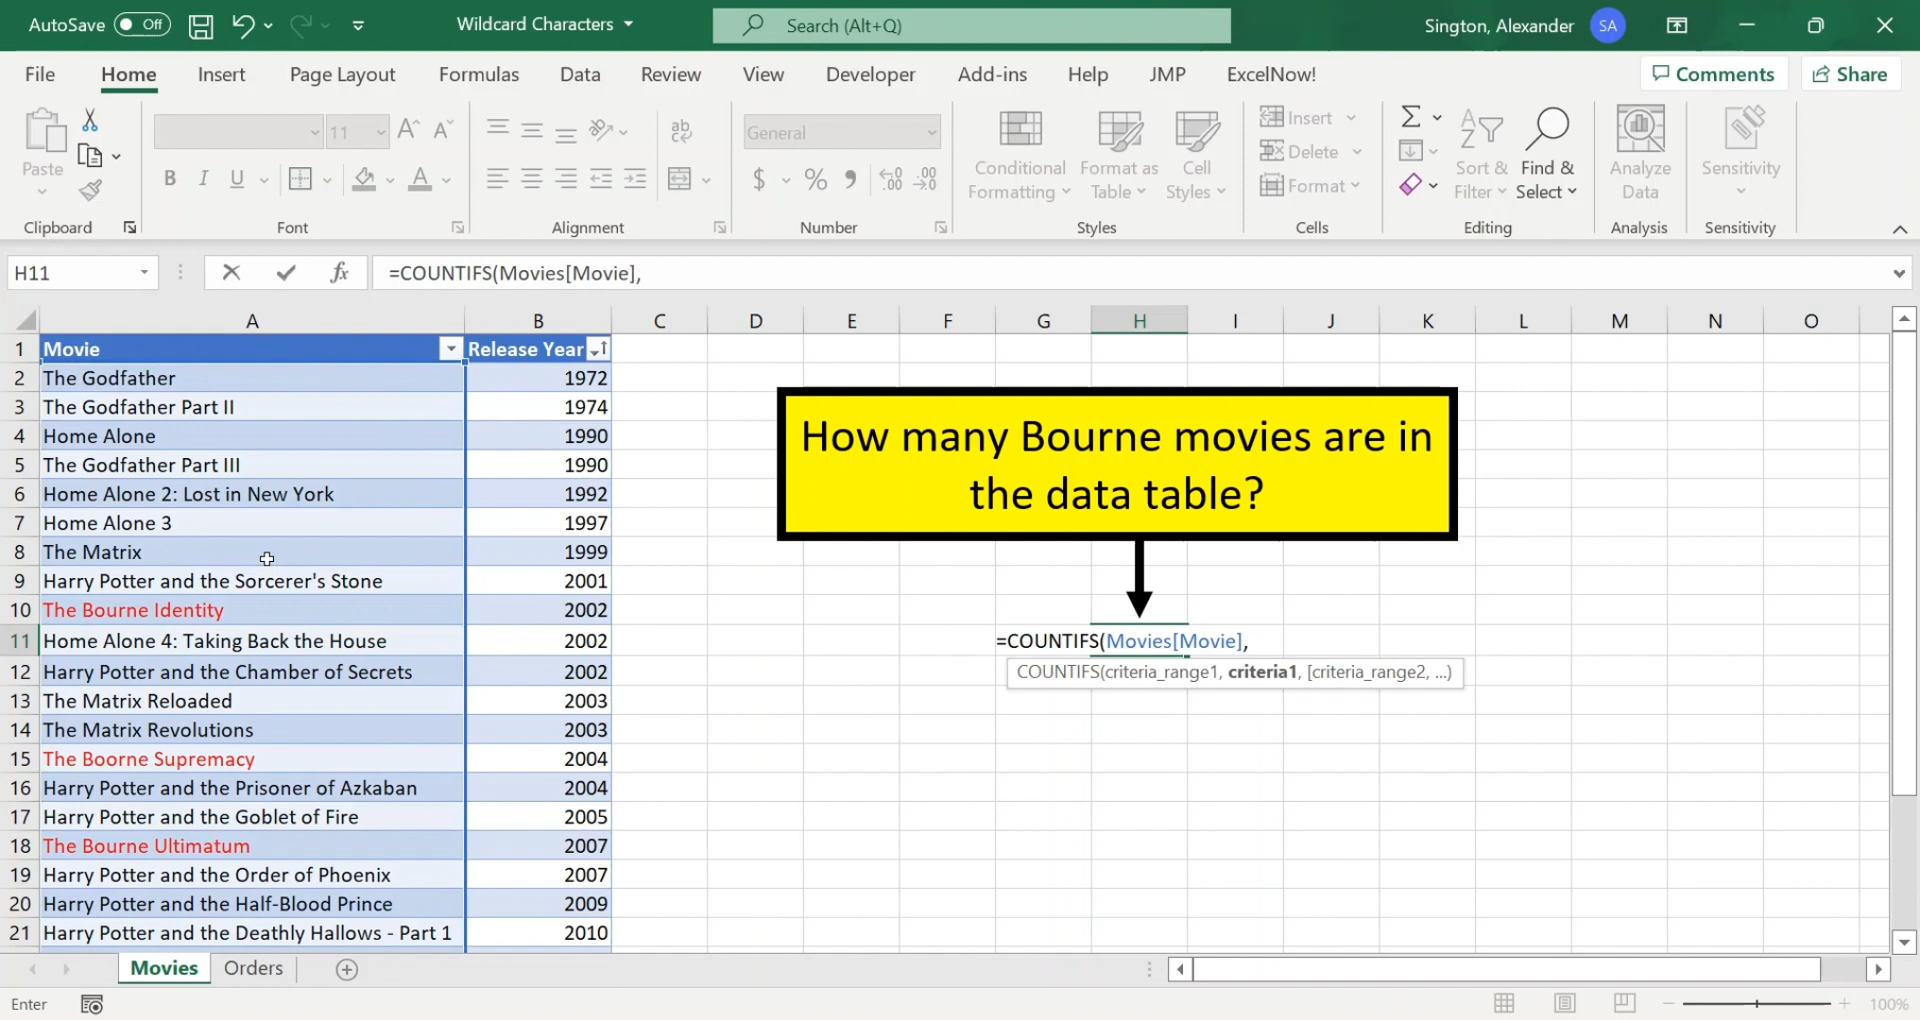 AutoSave Off
Wildcard Characters
Search (Alt+Q)
Sington, Alexander SA
File Home Insert Page Layout Formulas Data Review View Developer Add-ins Help JMP ExcelNow!
Comments Share
Paste
11
General
Conditional Formatting
Format as Table
Cell Styles
Insert
Delete
Format
Sort & Filter
Find & Select
Analyze Data
Sensitivity
Clipboard Font Alignment Number Styles Cells Editing Analysis Sensitivity
H11 fx =COUNTIFS(Movies[Movie],
A B C D E F G H I J K L M N O
1 Movie Release Year
2 The Godfather 1972
3 The Godfather Part II 1974
4 Home Alone 1990
5 The Godfather Part III 1990
6 Home Alone 2: Lost in New York 1992
7 Home Alone 3 1997
8 The Matrix 1999
9 Harry Potter and the Sorcerer's Stone 2001
10 The Bourne Identity 2002
11 Home Alone 4: Taking Back the House 2002
12 Harry Potter and the Chamber of Secrets 2002
13 The Matrix Reloaded 2003
14 The Matrix Revolutions 2003
15 The Boorne Supremacy 2004
16 Harry Potter and the Prisoner of Azkaban 2004
17 Harry Potter and the Goblet of Fire 2005
18 The Bourne Ultimatum 2007
19 Harry Potter and the Order of Phoenix 2007
20 Harry Potter and the Half-Blood Prince 2009
21 Harry Potter and the Deathly Hallows - Part 1 2010
How many Bourne movies are in
the data table?
=COUNTIFS(Movies[Movie],
COUNTIFS(criteria_range1, criteria1, [criteria_range2, ...)
Movies Orders
Enter
100%